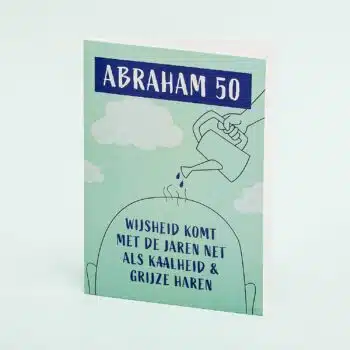 ABRAHAM 50
WIJSHEID KOMT
MET DE JAREN NET
ALS KAALHEID &
GRIJZE HAREN